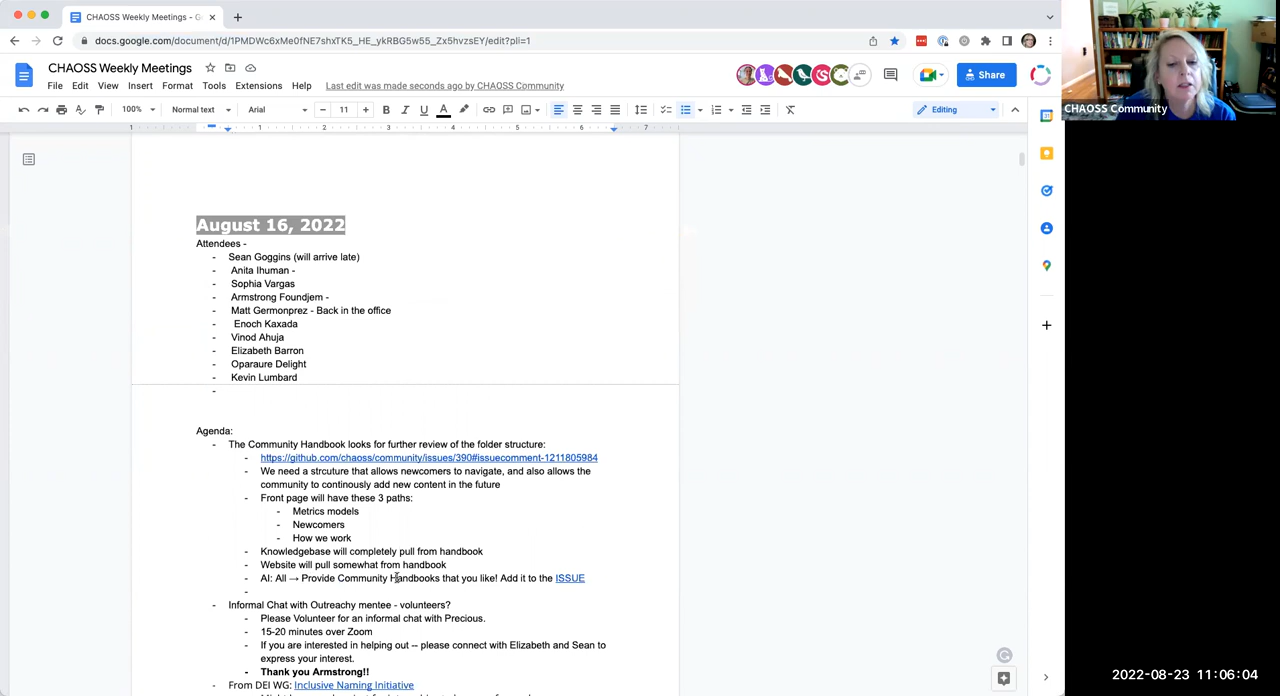 CHAOSS Weekly Meetings - G
docs.google.com/document/d/1PMDWc6xMe0fNE7shxTK5_HE_ykRBG5w55_Zx5hvzsEY/edit?pli=1
CHAOSS Weekly Meetings
File Edit View Insert Format Tools Extensions Help Last edit was made seconds ago by CHAOSS Community
Share
100% Normal text Arial 11 Editing
1 1 2 3 4 5 6 7
CHAOSS Community
August 16, 2022
Attendees -
- Sean Goggins (will arrive late)
- Anita Ihuman -
- Sophia Vargas
- Armstrong Foundjem -
- Matt Germonprez - Back in the office
- Enoch Kaxada
- Vinod Ahuja
- Elizabeth Barron
- Oparaure Delight
- Kevin Lumbard
-
Agenda:
- The Community Handbook looks for further review of the folder structure:
- https://github.com/chaoss/community/issues/390#issuecomment-1211805984
- We need a strcuture that allows newcomers to navigate, and also allows the
community to continously add new content in the future
- Front page will have these 3 paths:
- Metrics models
- Newcomers
- How we work
- Knowledgebase will completely pull from handbook
- Website will pull somewhat from handbook
- AI: All → Provide Community Handbooks that you like! Add it to the ISSUE
-
- Informal Chat with Outreachy mentee - volunteers?
- Please Volunteer for an informal chat with Precious.
- 15-20 minutes over Zoom
- If you are interested in helping out -- please connect with Elizabeth and Sean to
express your interest.
- Thank you Armstrong!!
- From DEI WG: Inclusive Naming Initiative
2022-08-23 11:06:04